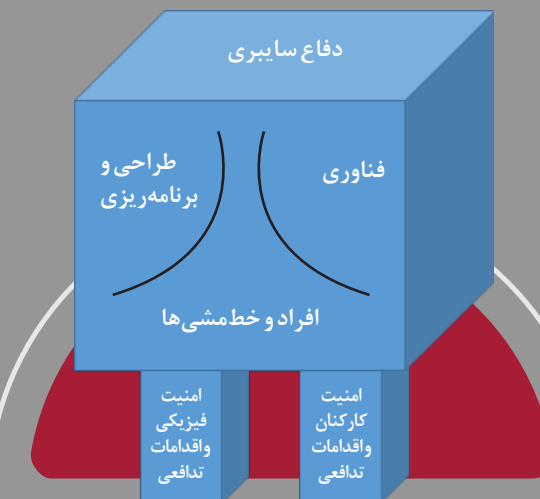 دفاع سایبری
فناوری
طراحی و
برنامه‌ریزی
افراد و خط‌مشی‌ها
امنیت
کارکنان
واقدامات
تدافعی
امنیت
فیزیکی
واقدامات
تدافعی